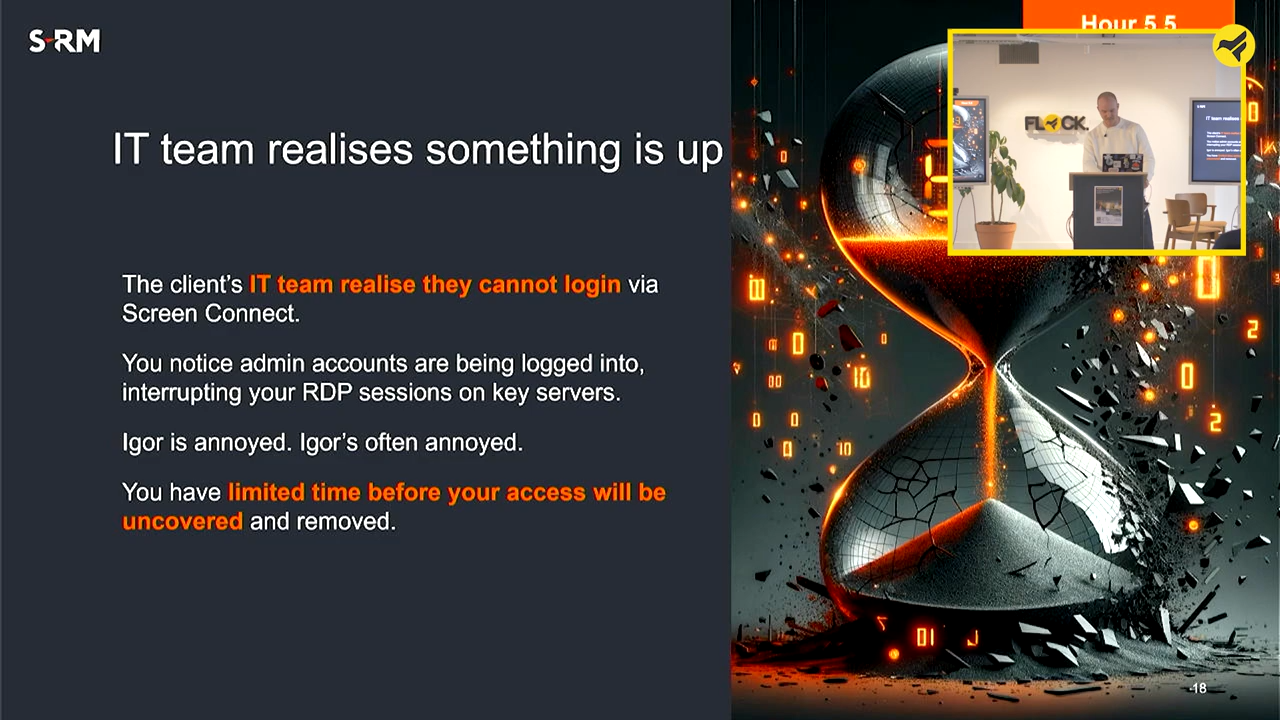 S-RM
Hour 5.5
IT team realises something is up
FLOCK.
The client's IT team realise they cannot login via
Screen Connect.
You notice admin accounts are being logged into,
interrupting your RDP sessions on key servers.
Igor is annoyed. Igor's often annoyed.
You have limited time before your access will be
uncovered and removed.
18